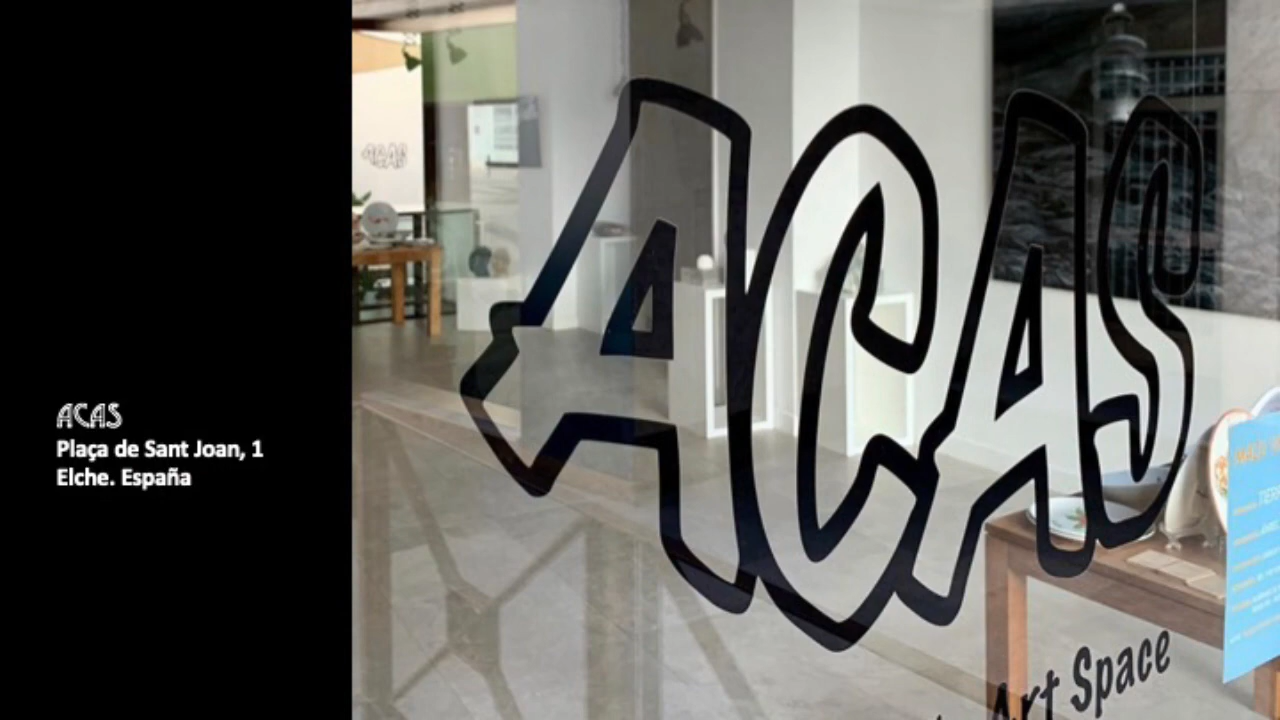 ACAS
Plaça de Sant Joan, 1
Elche. España
ACAS
ACAS
Art Space